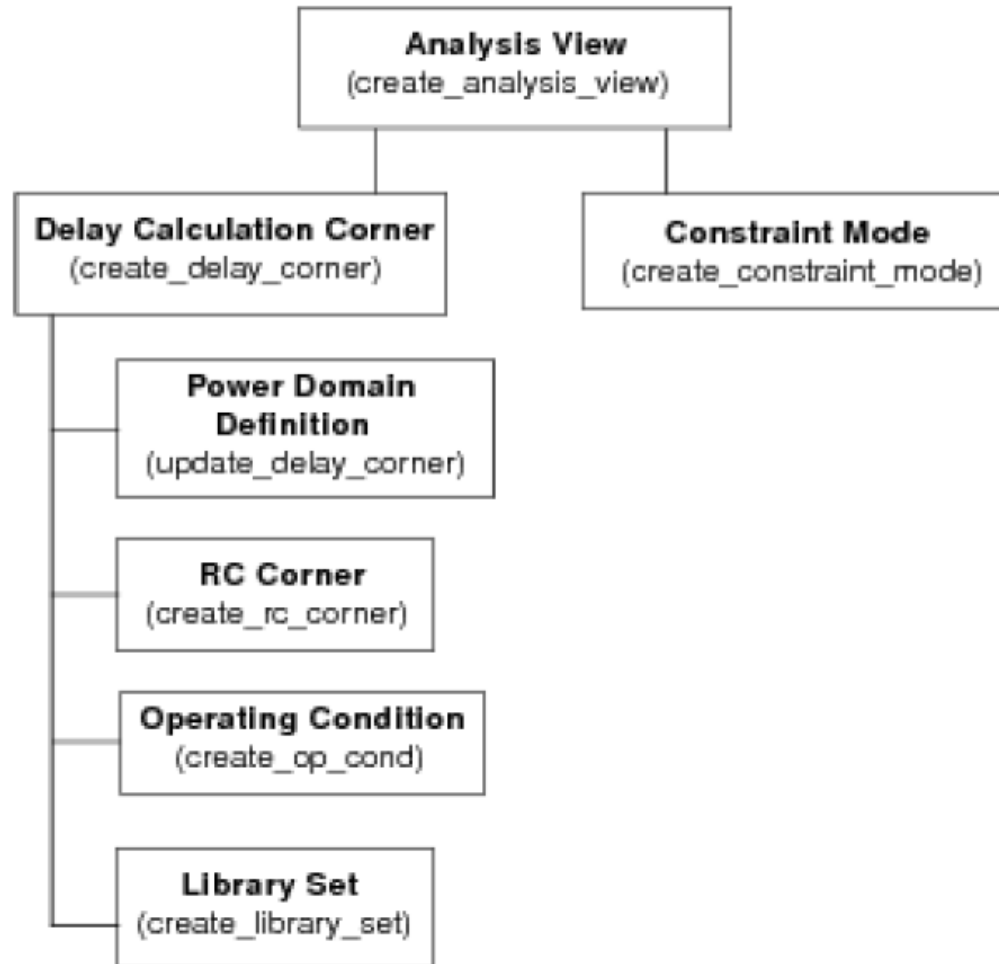 Analysis View
(create_analysis_view)
Delay Calculation Corner
(create_delay_corner)
Constraint Mode
(create_constraint_mode)
Power Domain
Definition
(update_delay_corner)
RC Corner
(create_rc_corner)
Operating Condition
(create_op_cond)
Library Set
(create_library_set)